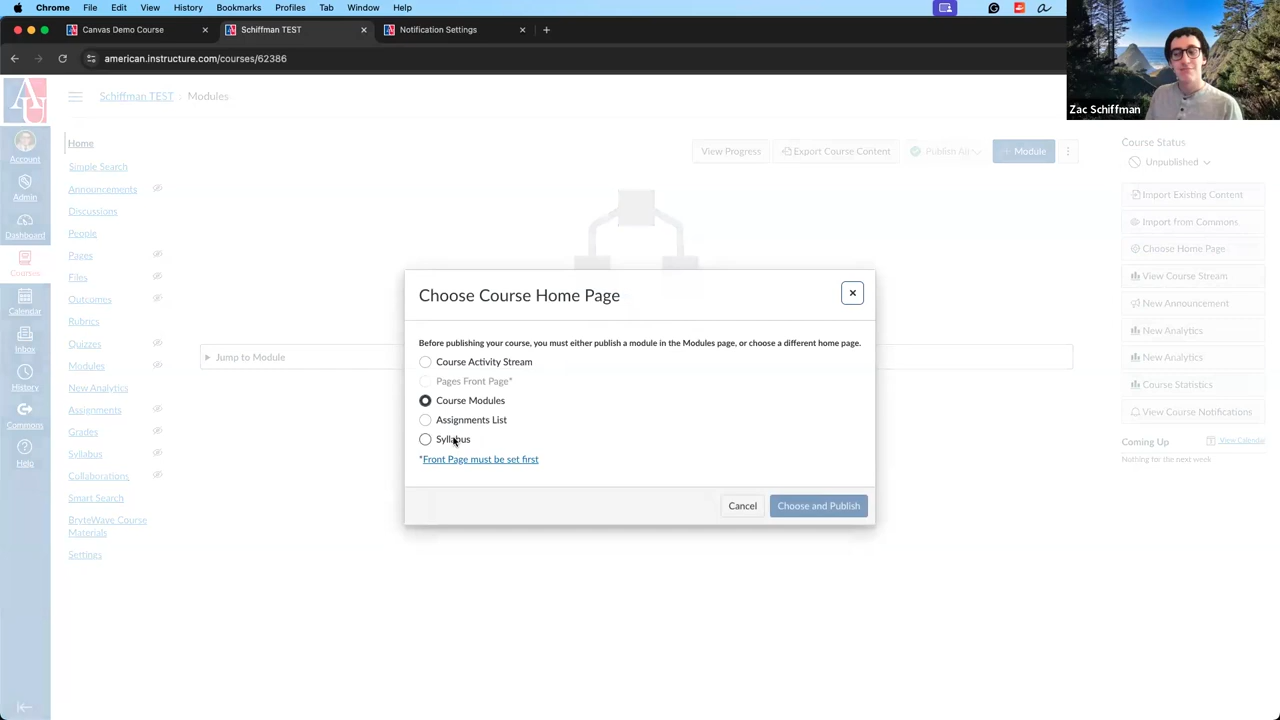 Chrome File Edit View History Bookmarks Profiles Tab Window Help
Canvas Demo Course
Schiffman TEST
Notification Settings
american.instructure.com/courses/62386
Zac Schiffman
AU
Schiffman TEST
Modules
Account
Admin
Dashboard
Courses
Calendar
Inbox
History
Commons
Help
Home
Simple Search
Announcements
Discussions
People
Pages
Files
Outcomes
Rubrics
Quizzes
Modules
New Analytics
Assignments
Grades
Syllabus
Collaborations
Smart Search
BryteWave Course
Materials
Settings
View Progress
Export Course Content
Publish All
+ Module
Jump to Module
Choose Course Home Page
Before publishing your course, you must either publish a module in the Modules page, or choose a different home page.
Course Activity Stream
Pages Front Page*
Course Modules
Assignments List
Syllabus
*Front Page must be set first
Cancel
Choose and Publish
Course Status
Unpublished
Import Existing Content
Import from Commons
Choose Home Page
View Course Stream
New Announcement
New Analytics
New Analytics
Course Statistics
View Course Notifications
Coming Up
View Calendar
Nothing for the next week